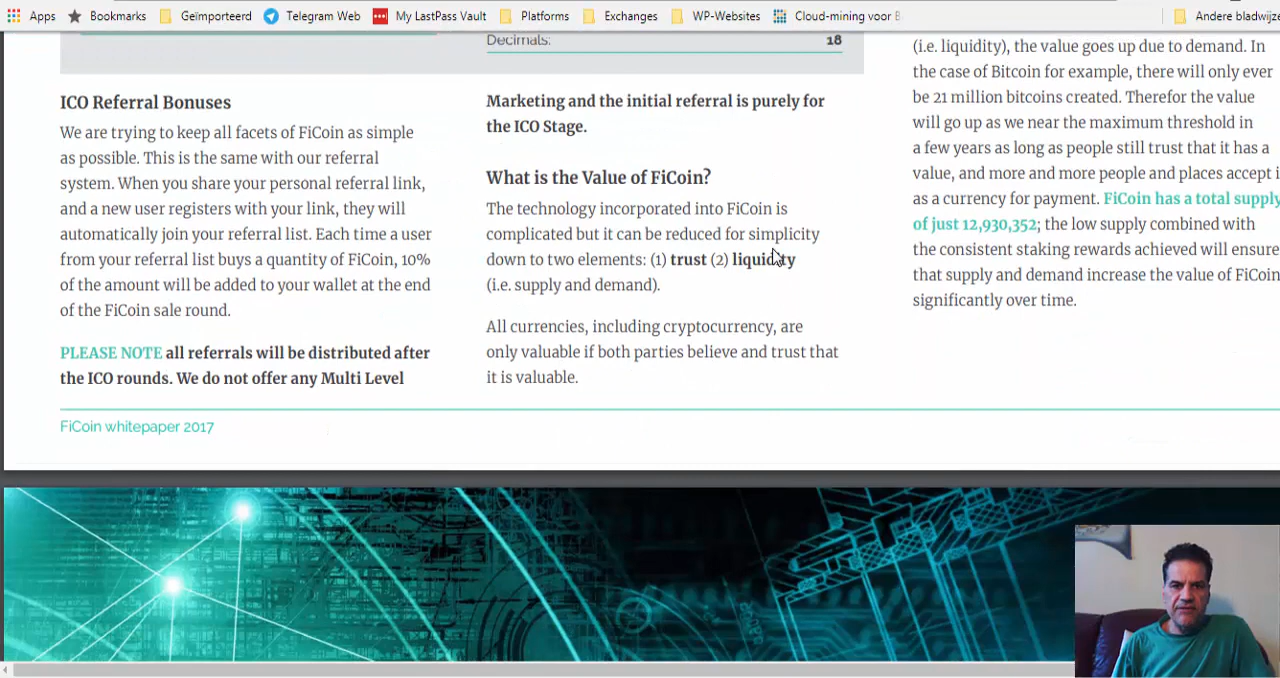 Apps
Bookmarks
Geïmporteerd
Telegram Web
My LastPass Vault
Platforms
Exchanges
WP-Websites
Cloud-mining voor
Andere bladwijze
Decimals:
18
ICO Referral Bonuses
We are trying to keep all facets of FiCoin as simple
as possible. This is the same with our referral
system. When you share your personal referral link,
and a new user registers with your link, they will
automatically join your referral list. Each time a user
from your referral list buys a quantity of FiCoin, 10%
of the amount will be added to your wallet at the end
of the FiCoin sale round.
PLEASE NOTE all referrals will be distributed after
the ICO rounds. We do not offer any Multi Level
Marketing and the initial referral is purely for
the ICO Stage.
What is the Value of FiCoin?
The technology incorporated into FiCoin is
complicated but it can be reduced for simplicity
down to two elements: (1) trust (2) liquidity
(i.e. supply and demand).
All currencies, including cryptocurrency, are
only valuable if both parties believe and trust that
it is valuable.
(i.e. liquidity), the value goes up due to demand. In
the case of Bitcoin for example, there will only ever
be 21 million bitcoins created. Therefor the value
will go up as we near the maximum threshold in
a few years as long as people still trust that it has a
value, and more and more people and places accept i
as a currency for payment. FiCoin has a total supply
of just 12,930,352; the low supply combined with
the consistent staking rewards achieved will ensure
that supply and demand increase the value of FiCoin
significantly over time.
FiCoin whitepaper 2017